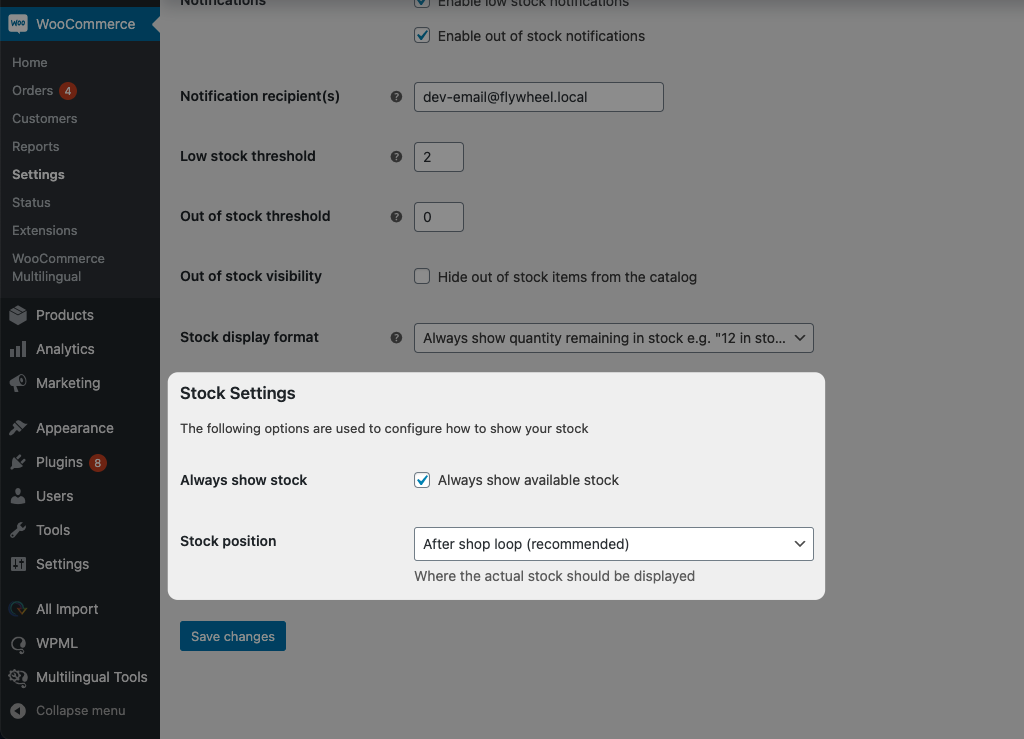 WooCommerce
Home
Orders 4
Customers
Reports
Settings
Status
Extensions
WooCommerce
Multilingual
Products
Analytics
Marketing
Appearance
Plugins 8
Users
Tools
Settings
All Import
WPML
Multilingual Tools
Collapse menu
Notifications
Enable low stock notifications
Enable out of stock notifications
Notification recipient(s)
dev-email@flywheel.local
Low stock threshold
2
Out of stock threshold
0
Out of stock visibility
Hide out of stock items from the catalog
Stock display format
Always show quantity remaining in stock e.g. "12 in sto...
Stock Settings
The following options are used to configure how to show your stock
Always show stock
Always show available stock
Stock position
After shop loop (recommended)
Where the actual stock should be displayed
Save changes